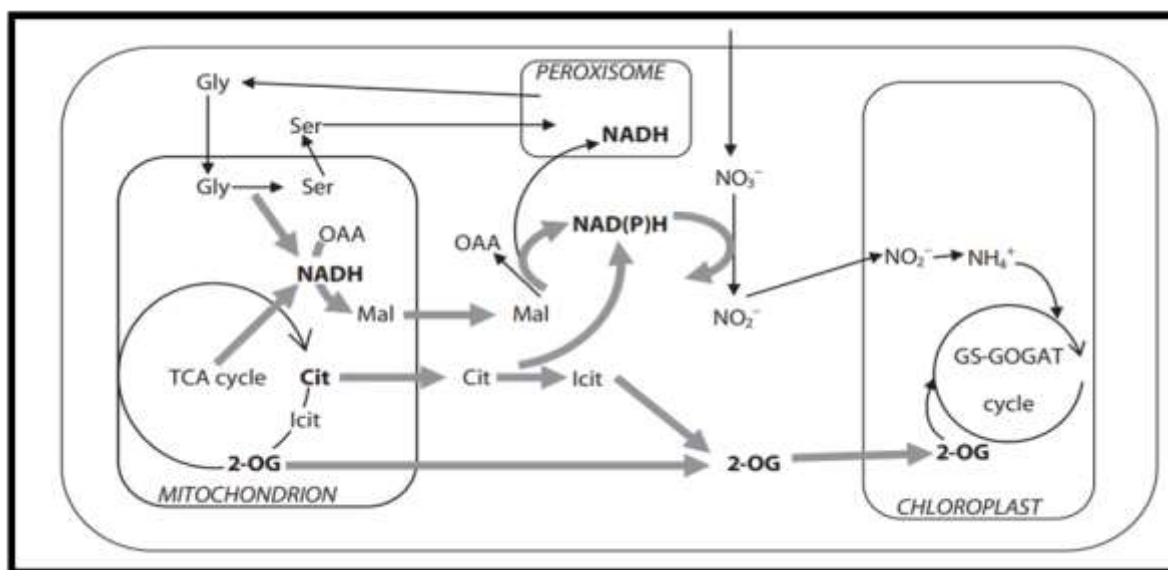 PEROXISOME
Gly
Ser
NADH
Gly
Ser
NO₃⁻
OAA
NAD(P)H
OAA
NADH
NO₂⁻
NH₄⁺
Mal
Mal
NO₂⁻
GS-GOGAT
TCA cycle
Cit
Cit
Icit
cycle
Icit
2-OG
2-OG
2-OG
MITOCHONDRION
CHLOROPLAST